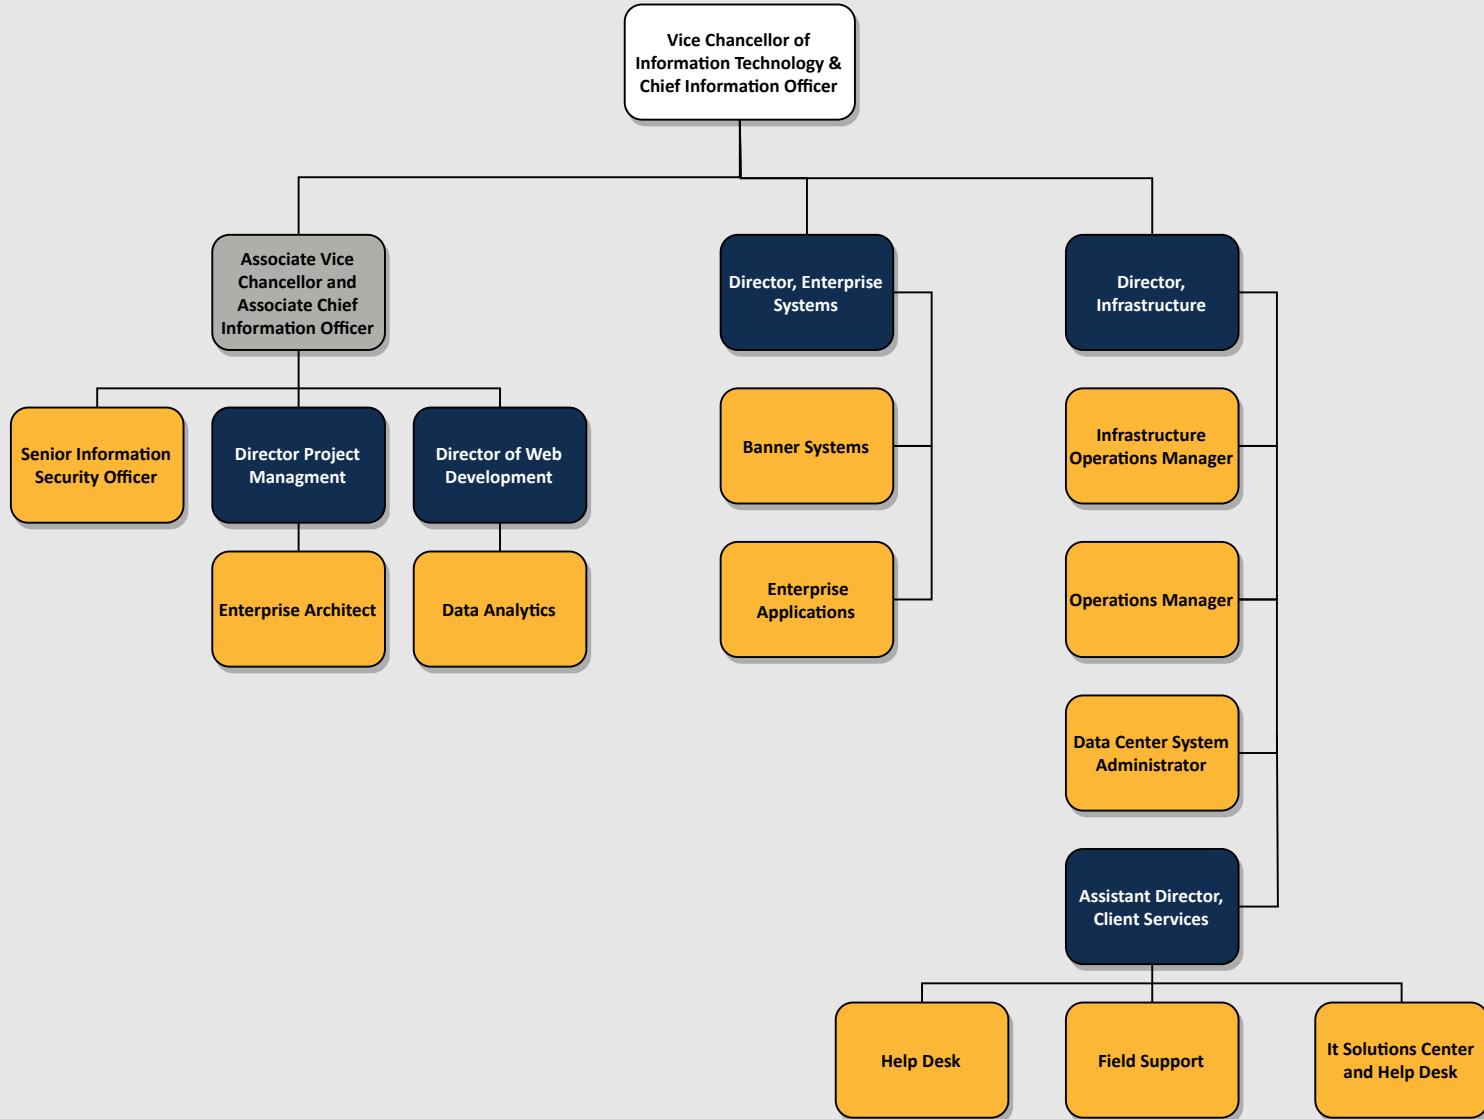 Vice Chancellor of
Information Technology &
Chief Information Officer
Associate Vice
Chancellor and
Associate Chief
Information Officer
Director, Enterprise
Systems
Director,
Infrastructure
Senior Information
Security Officer
Director Project
Managment
Director of Web
Development
Banner Systems
Infrastructure
Operations Manager
Enterprise Architect
Data Analytics
Enterprise
Applications
Operations Manager
Data Center System
Administrator
Assistant Director,
Client Services
Help Desk
Field Support
It Solutions Center
and Help Desk